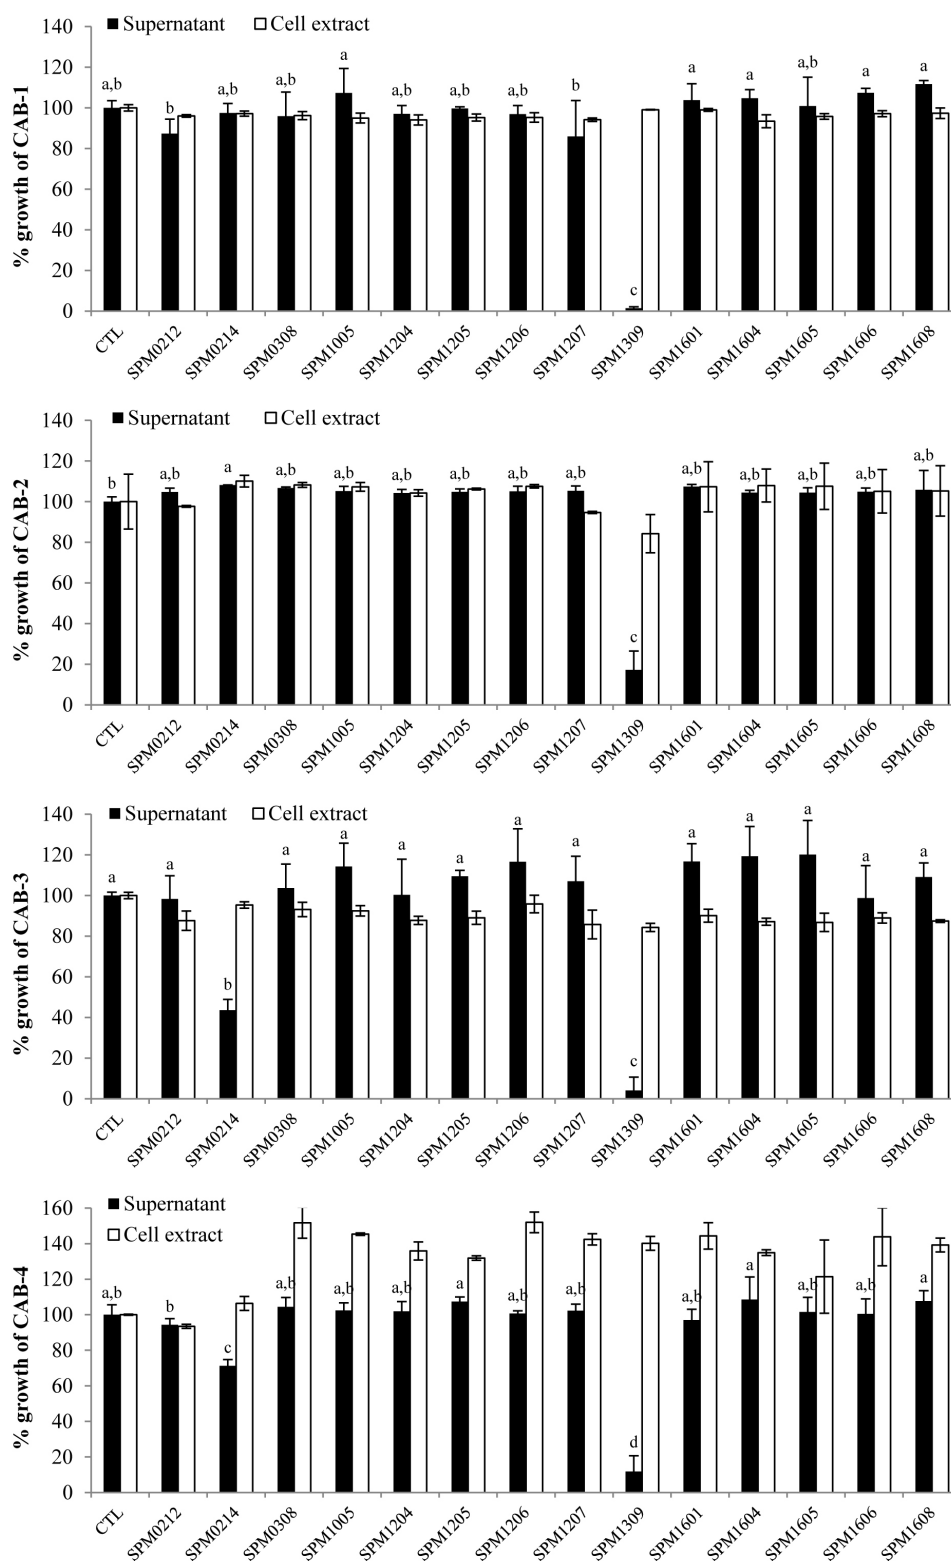 ■ Supernatant □ Cell extract
% growth of CAB-1
140
120
100
80
60
40
20
0
a,b b a,b a,b a a,b a,b a,b b c a a a,b a a
CTL SPM0212 SPM0214 SPM0308 SPM1005 SPM1204 SPM1205 SPM1206 SPM1207 SPM1309 SPM1601 SPM1604 SPM1605 SPM1606 SPM1608
■ Supernatant □ Cell extract
% growth of CAB-2
140
120
100
80
60
40
20
0
b a,b a a,b a,b a,b a,b a,b a,b c a,b a,b a,b a,b a,b
CTL SPM0212 SPM0214 SPM0308 SPM1005 SPM1204 SPM1205 SPM1206 SPM1207 SPM1309 SPM1601 SPM1604 SPM1605 SPM1606 SPM1608
■ Supernatant □ Cell extract
% growth of CAB-3
140
120
100
80
60
40
20
0
a a b a a a a a a c a a a a a
CTL SPM0212 SPM0214 SPM0308 SPM1005 SPM1204 SPM1205 SPM1206 SPM1207 SPM1309 SPM1601 SPM1604 SPM1605 SPM1606 SPM1608
■ Supernatant
□ Cell extract
% growth of CAB-4
160
140
120
100
80
60
40
20
0
a,b b c a,b a,b a,b a a,b a,b d a,b a a,b a,b a
CTL SPM0212 SPM0214 SPM0308 SPM1005 SPM1204 SPM1205 SPM1206 SPM1207 SPM1309 SPM1601 SPM1604 SPM1605 SPM1606 SPM1608